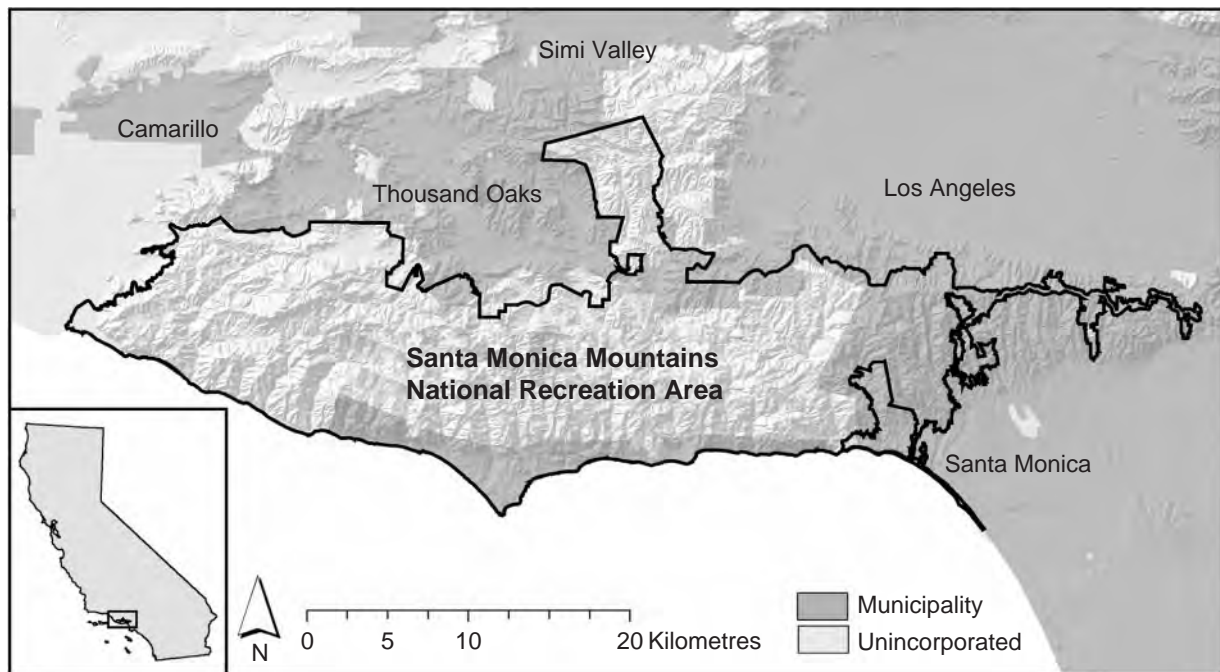 Simi Valley
Camarillo
Thousand Oaks
Los Angeles
Santa Monica Mountains
National Recreation Area
Santa Monica
N
0 5 10 20 Kilometres
Municipality
Unincorporated